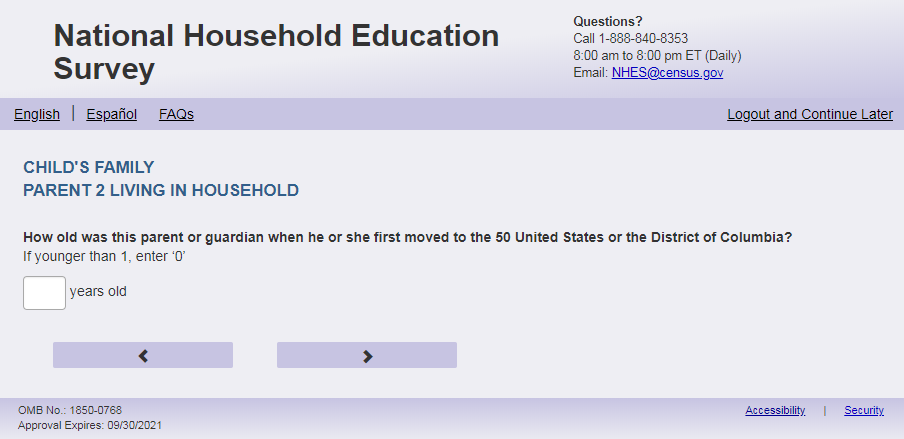 National Household Education
Survey
Questions?
Call 1-888-840-8353
8:00 am to 8:00 pm ET (Daily)
Email: NHES@census.gov
English | Español FAQs
Logout and Continue Later
CHILD'S FAMILY
PARENT 2 LIVING IN HOUSEHOLD
How old was this parent or guardian when he or she first moved to the 50 United States or the District of Columbia?
If younger than 1, enter ‘0’
years old
OMB No.: 1850-0768
Approval Expires: 09/30/2021
Accessibility | Security